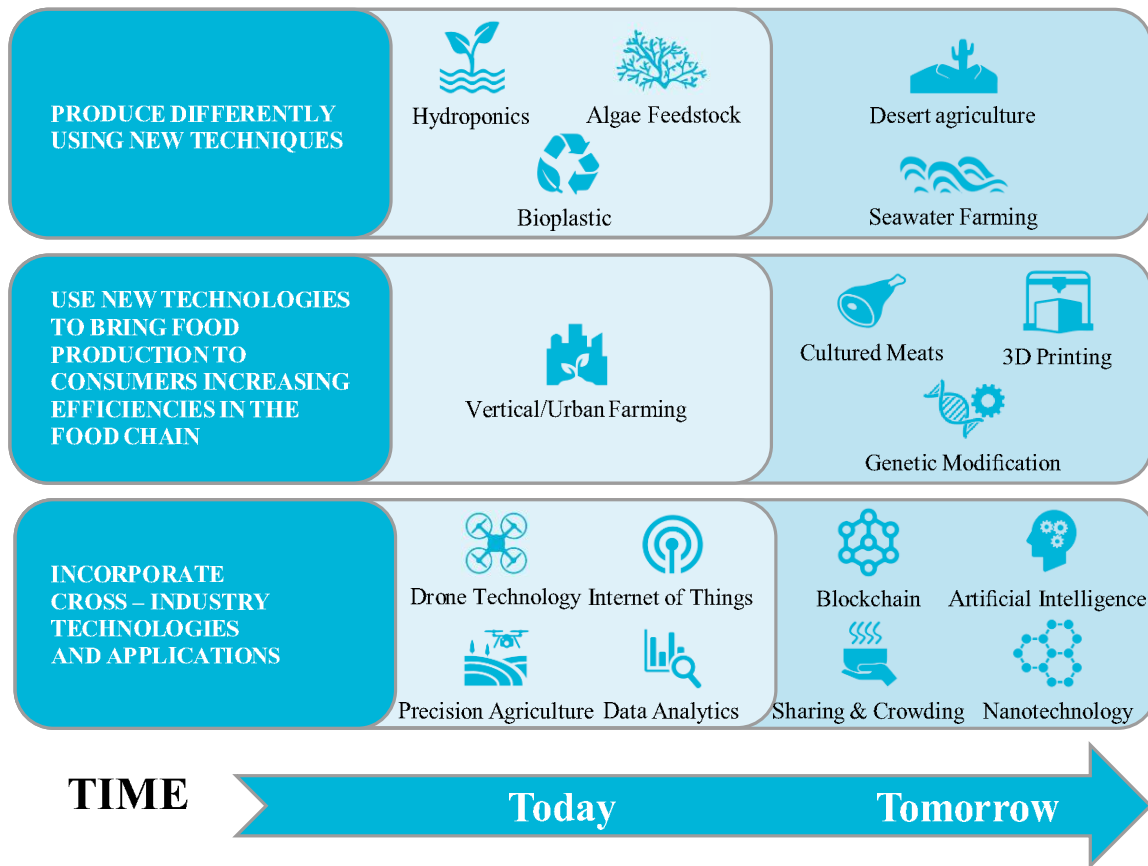 PRODUCE DIFFERENTLY
USING NEW TECHNIQUES
Hydroponics
Algae Feedstock
Bioplastic
Desert agriculture
Seawater Farming
USE NEW TECHNOLOGIES
TO BRING FOOD
PRODUCTION TO
CONSUMERS INCREASING
EFFICIENCIES IN THE
FOOD CHAIN
Vertical/Urban Farming
Cultured Meats
3D Printing
Genetic Modification
INCORPORATE
CROSS – INDUSTRY
TECHNOLOGIES
AND APPLICATIONS
Drone Technology
Internet of Things
Precision Agriculture
Data Analytics
Blockchain
Artificial Intelligence
Sharing & Crowding
Nanotechnology
TIME
Today
Tomorrow